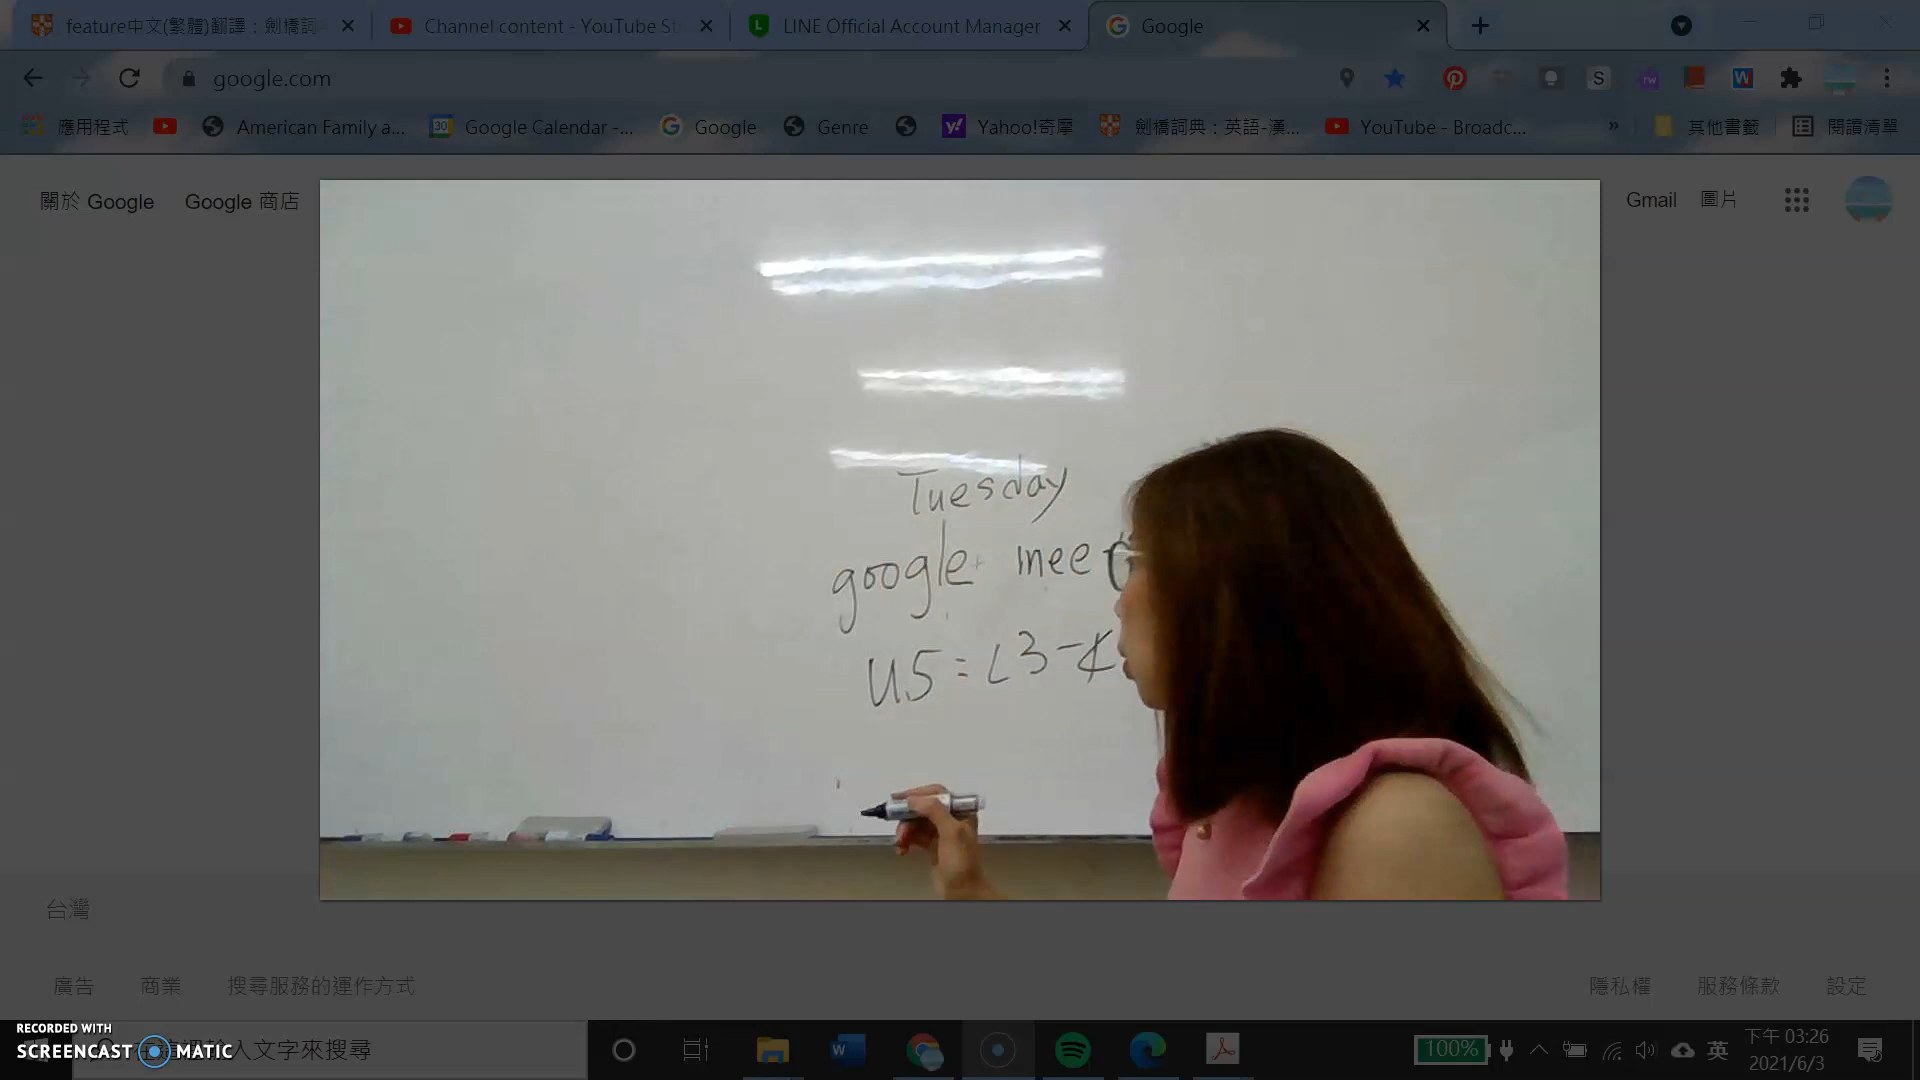 feature中文(繁體)翻譯：劍橋詞
Channel content - YouTube St
LINE Official Account Manager
Google
google.com
應用程式
American Family a...
Google Calendar -...
Google
Genre
Yahoo!奇摩
劍橋詞典：英語-漢...
YouTube - Broadc...
»
其他書籤
閱讀清單
關於 Google
Google 商店
Gmail
圖片
Tuesday
google meet
U5 = L3-4
台灣
廣告
商業
搜尋服務的運作方式
隱私權
服務條款
設定
RECORDED WITH
SCREENCAST MATIC
在這裡輸入文字來搜尋
100%
英
下午 03:26
2021/6/3